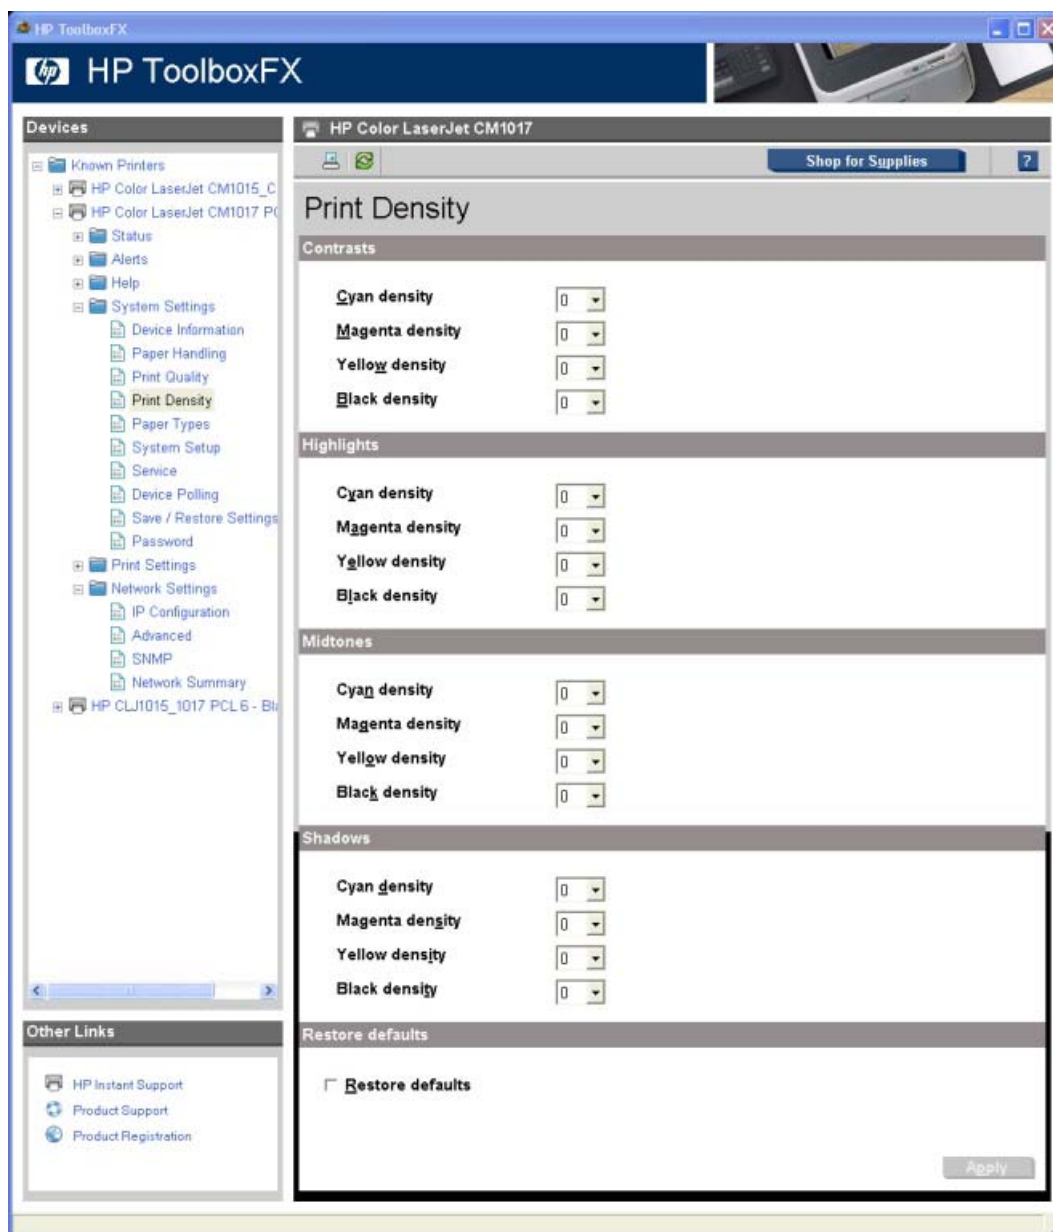 HP ToolboxFX
hp HP ToolboxFX
Devices
Known Printers
HP Color LaserJet CM1015_C
HP Color LaserJet CM1017 PC
Status
Alerts
Help
System Settings
Device Information
Paper Handling
Print Quality
Print Density
Paper Types
System Setup
Service
Device Polling
Save / Restore Settings
Password
Print Settings
Network Settings
IP Configuration
Advanced
SNMP
Network Summary
HP CLJ1015_1017 PCL 6 - Bla
Other Links
HP Instant Support
Product Support
Product Registration
HP Color LaserJet CM1017
Shop for Supplies ?
Print Density
Contrasts
Cyan density 0
Magenta density 0
Yellow density 0
Black density 0
Highlights
Cyan density 0
Magenta density 0
Yellow density 0
Black density 0
Midtones
Cyan density 0
Magenta density 0
Yellow density 0
Black density 0
Shadows
Cyan density 0
Magenta density 0
Yellow density 0
Black density 0
Restore defaults
Restore defaults
Apply